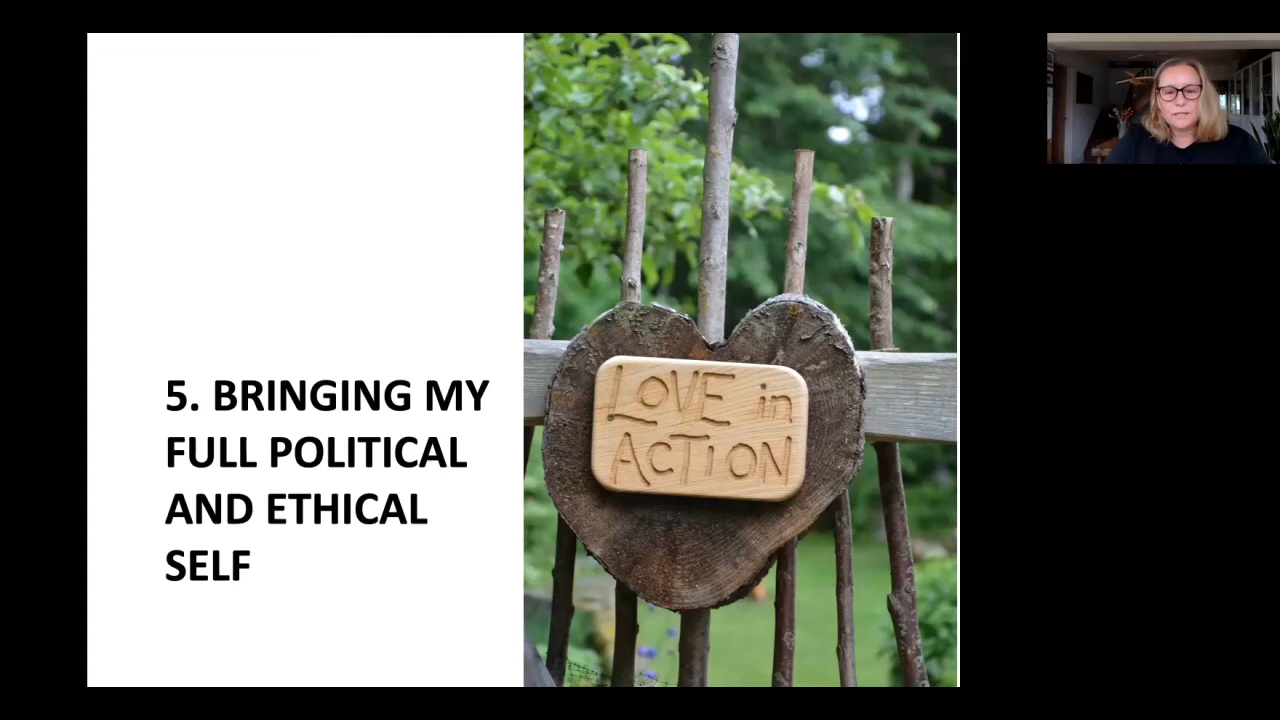 5. BRINGING MY
FULL POLITICAL
AND ETHICAL
SELF
LOVE in
ACTION